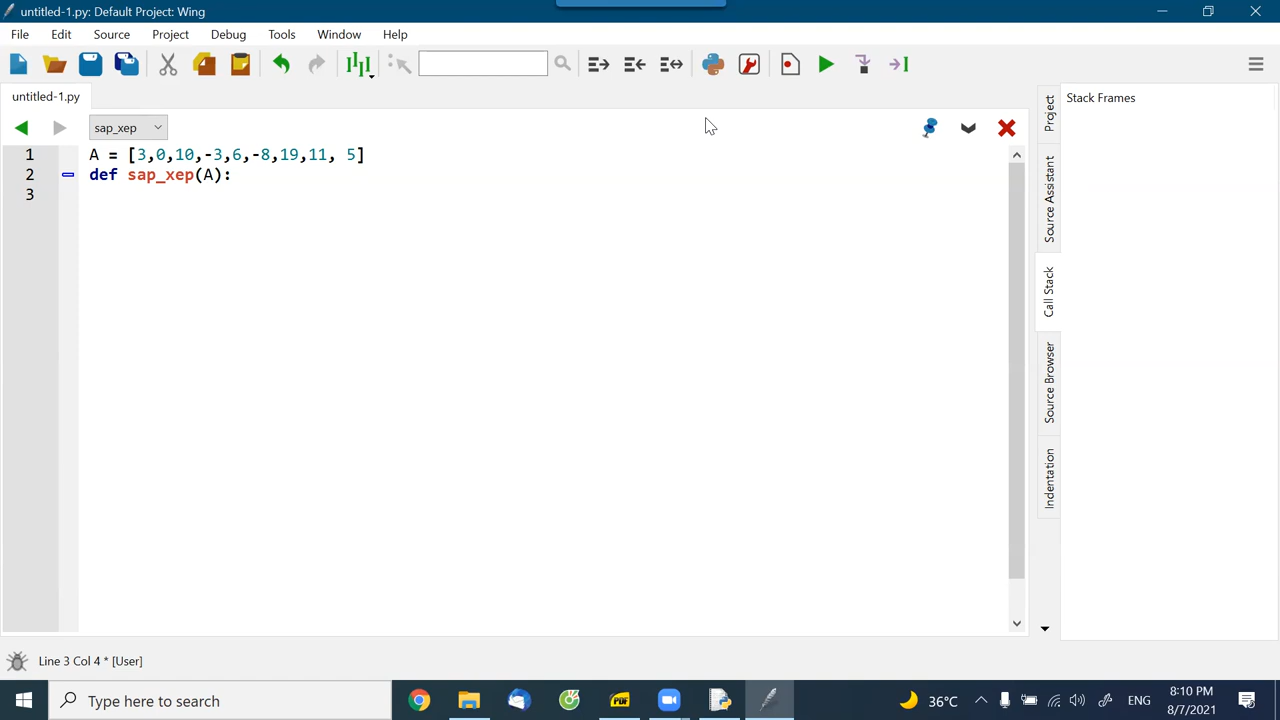 untitled-1.py: Default Project: Wing
File Edit Source Project Debug Tools Window Help
untitled-1.py
Stack Frames
sap_xep
1 A = [3,0,10,-3,6,-8,19,11, 5]
2 def sap_xep(A):
3
Project
Source Assistant
Call Stack
Source Browser
Indentation
Line 3 Col 4 * [User]
Type here to search
PDF
36°C
ENG
8:10 PM
8/7/2021